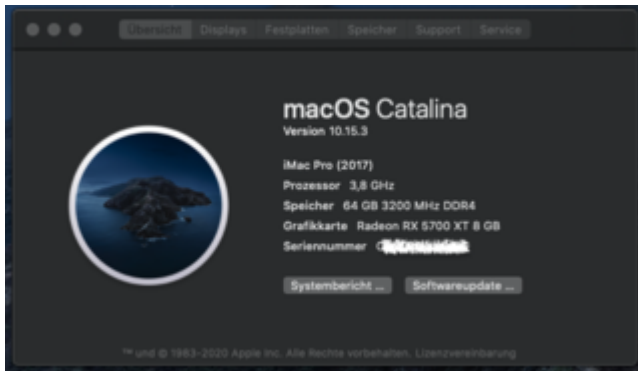 Übersicht Displays Festplatten Speicher Support Service
macOS Catalina
Version 10.15.3
iMac Pro (2017)
Prozessor 3,8 GHz
Speicher 64 GB 3200 MHz DDR4
Grafikkarte Radeon RX 5700 XT 8 GB
Seriennummer
Systembericht ... Softwareupdate ...
™ und © 1983-2020 Apple Inc. Alle Rechte vorbehalten. Lizenzvereinbarung